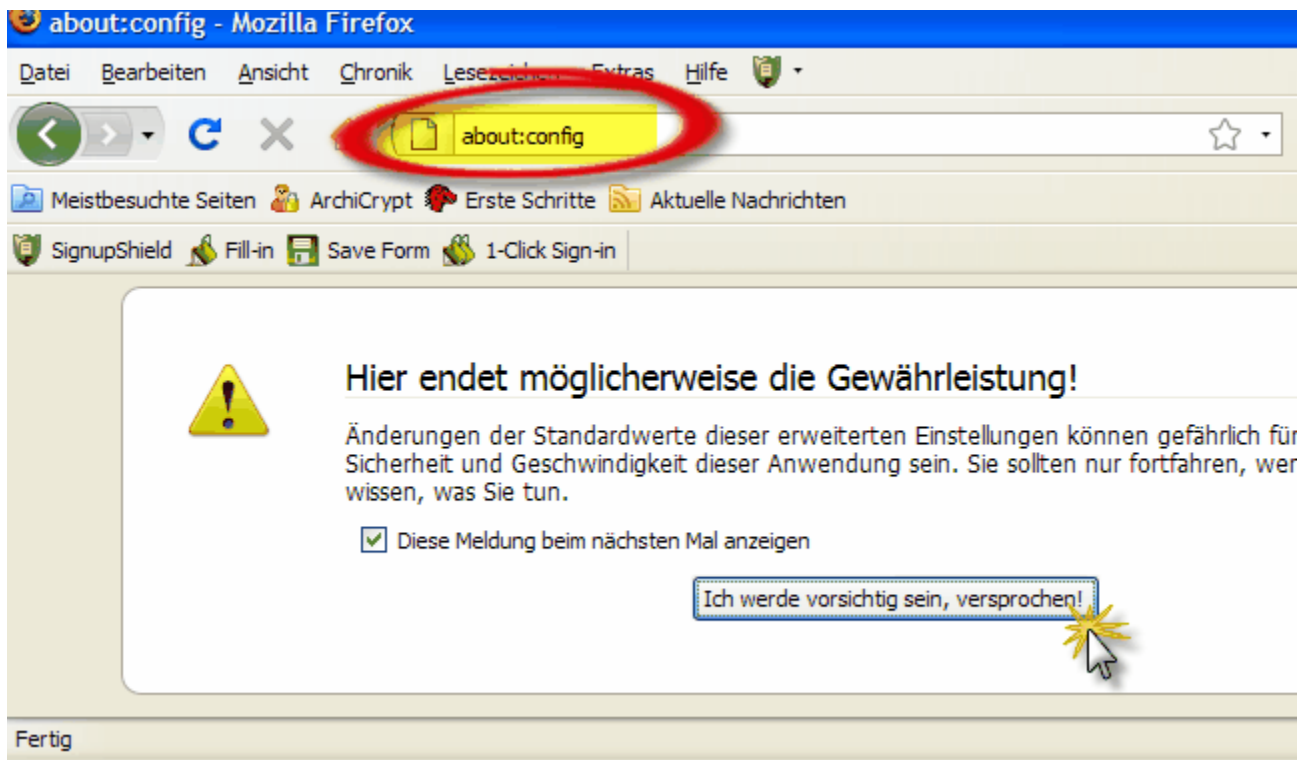 about:config - Mozilla Firefox
Datei Bearbeiten Ansicht Chronik Lesezeichen Extras Hilfe
about:config
Meistbesuchte Seiten ArchiCrypt Erste Schritte Aktuelle Nachrichten
SignupShield Fill-in Save Form 1-Click Sign-in
Hier endet möglicherweise die Gewährleistung!
Änderungen der Standardwerte dieser erweiterten Einstellungen können gefährlich für
Sicherheit und Geschwindigkeit dieser Anwendung sein. Sie sollten nur fortfahren,
wissen, was Sie tun.
Diese Meldung beim nächsten Mal anzeigen
Ich werde vorsichtig sein, versprochen!
Fertig